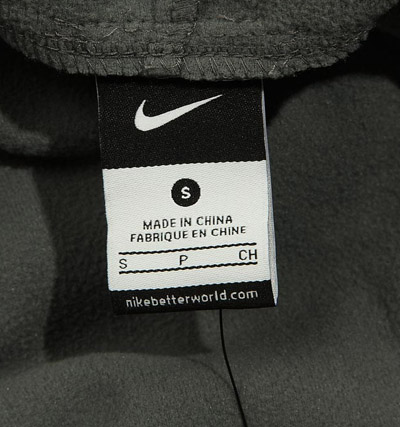 S
MADE IN CHINA
FABRIQUE EN CHINE
S P CH
nikebetterworld.com